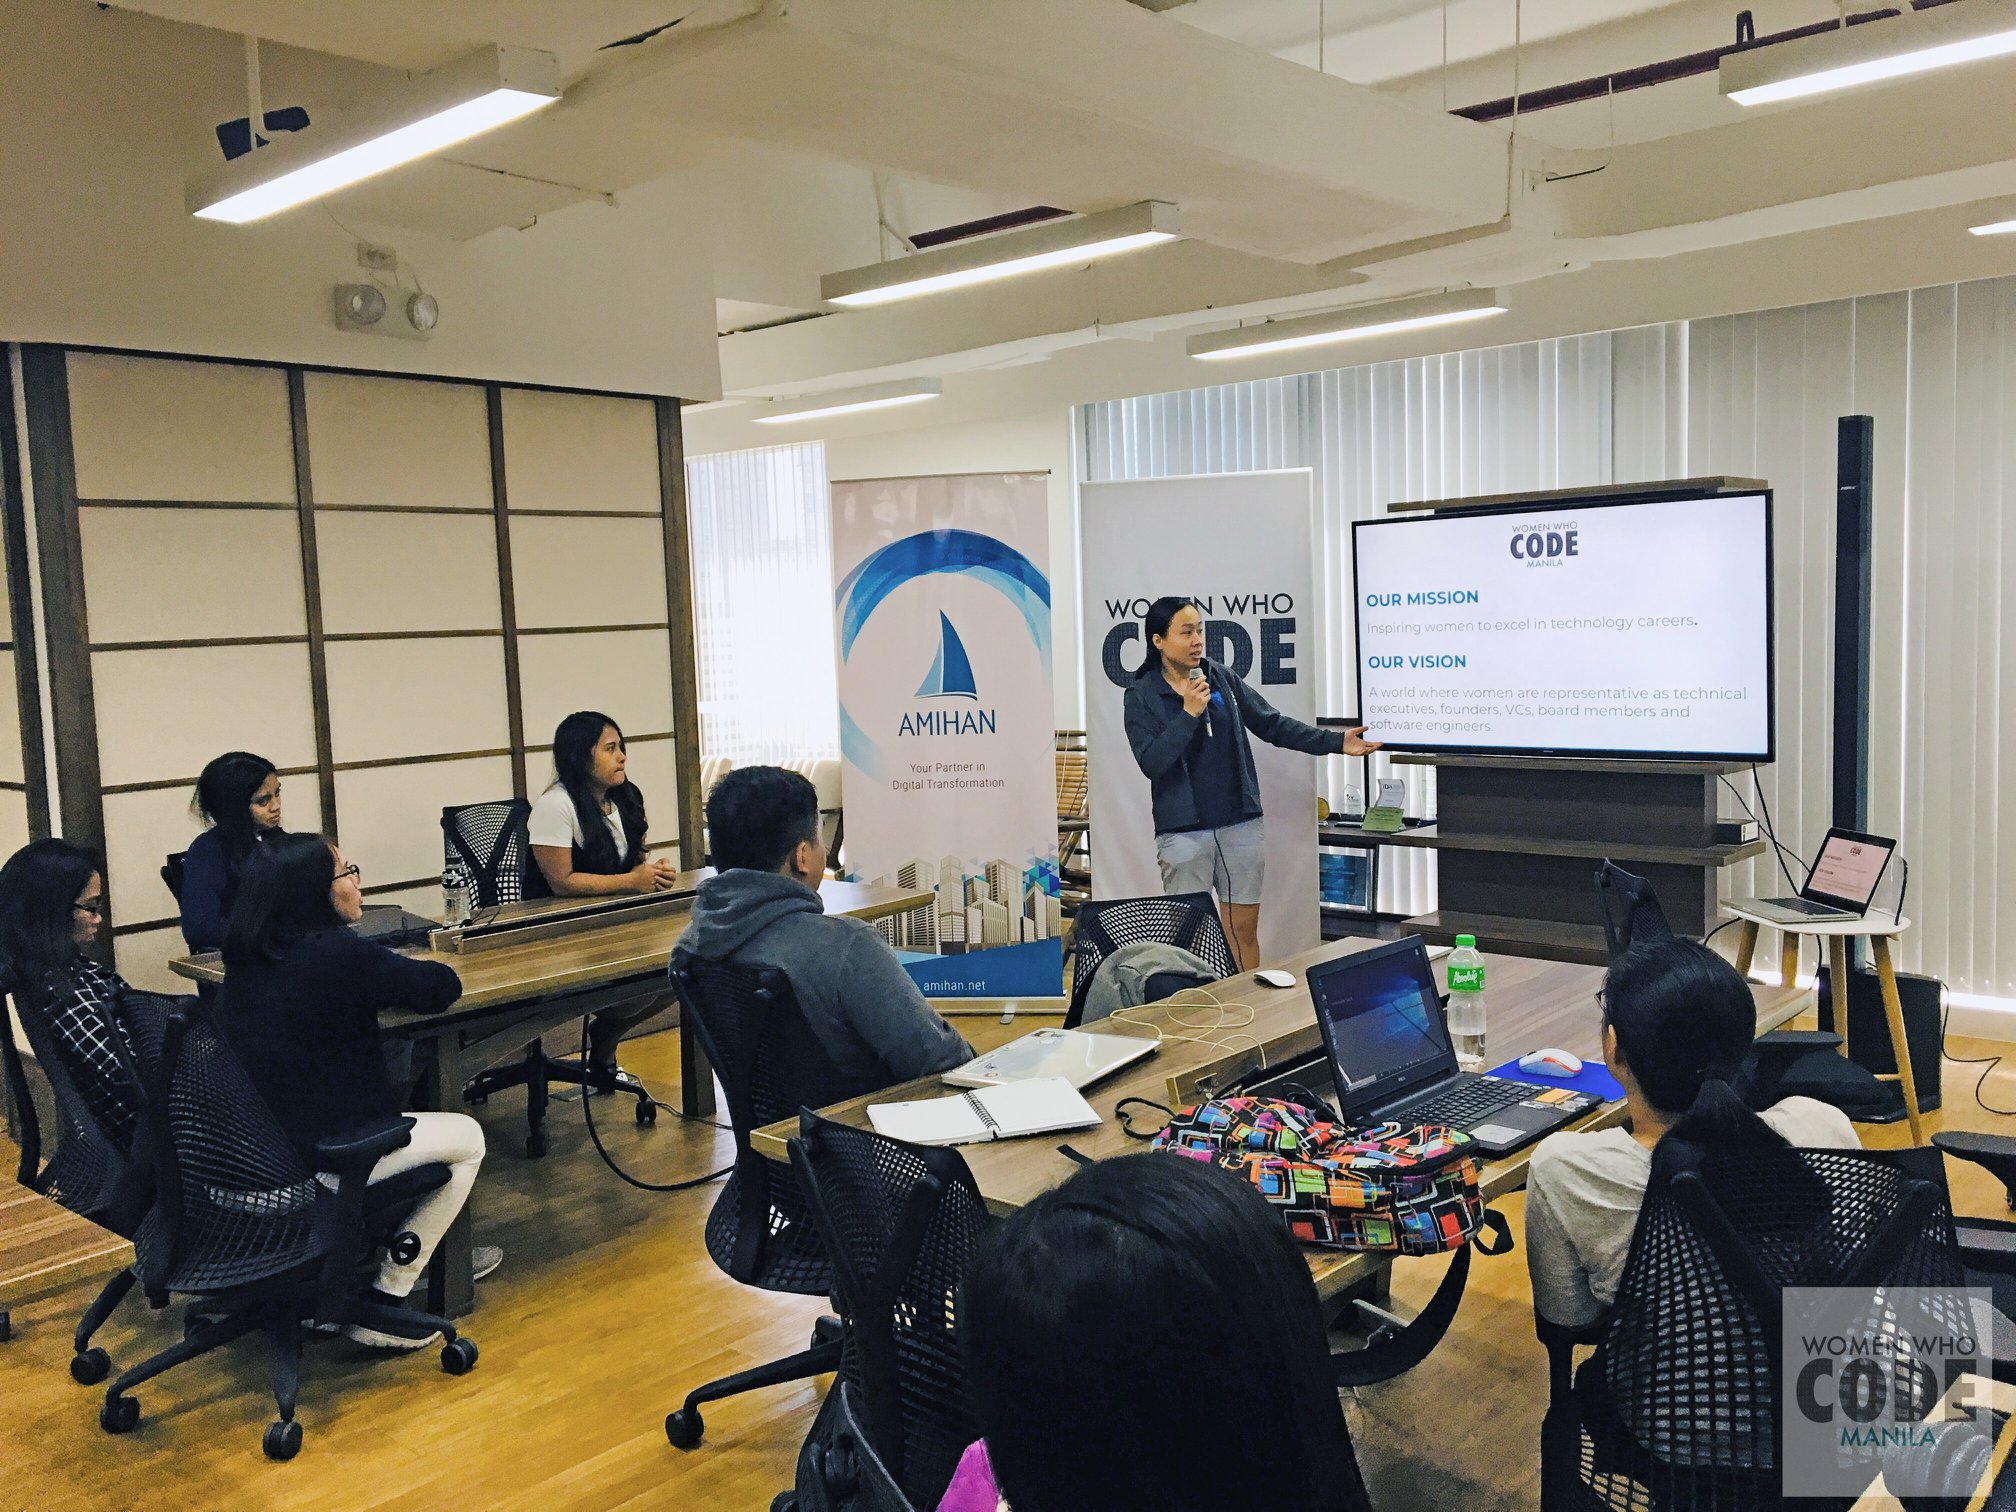 AMIHAN
Your Partner in
Digital Transformation
amihan.net
WOMEN WHO
CODE
WOMEN WHO
CODE
MANILA
OUR MISSION
Inspiring women to excel in technology careers.
OUR VISION
A world where women are representative as technical
executives, founders, VCs, board members and
software engineers.
CODE
Absolute
WOMEN WHO
CODE
MANILA